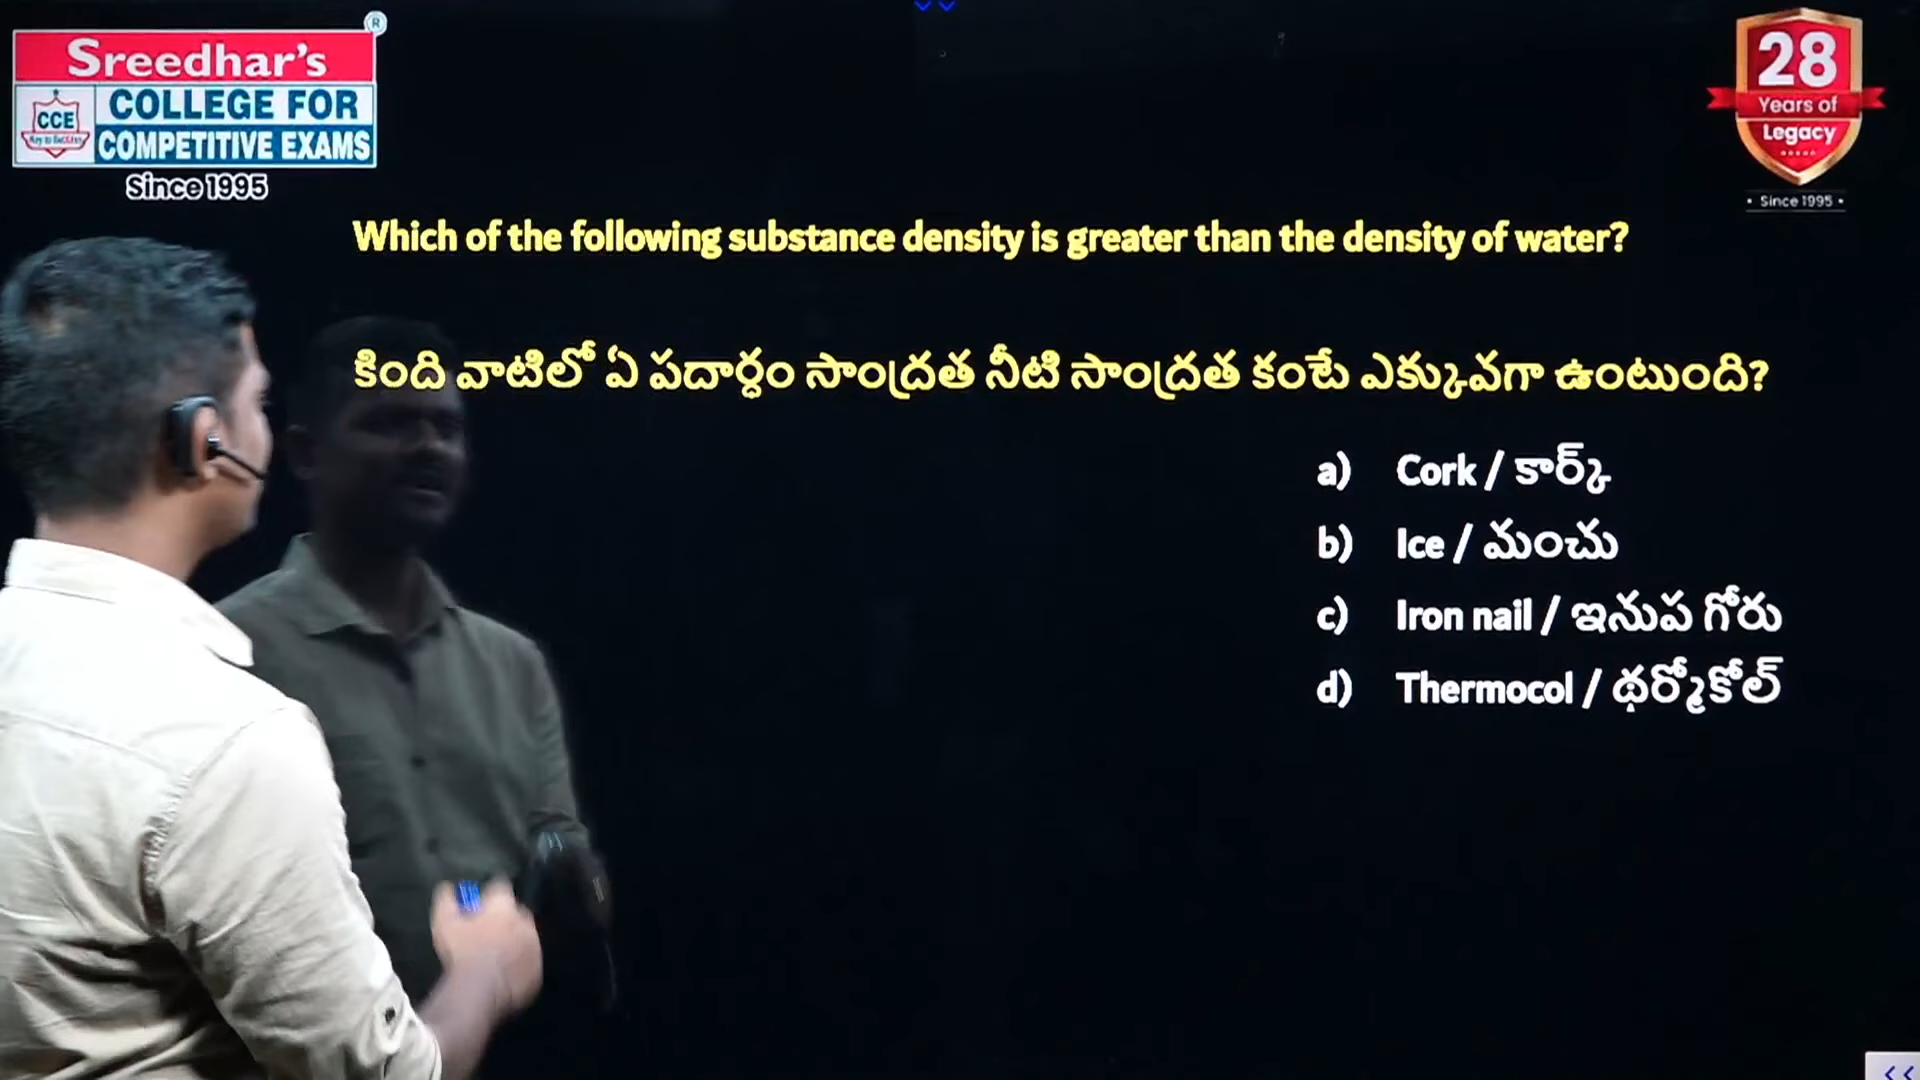 Sreedhar's
®
CCE
COLLEGE FOR
COMPETITIVE EXAMS
Since 1995
28
Years of
Legacy
• Since 1995 •
Which of the following substance density is greater than the density of water?
కింది వాటిలో ఏ పదార్థం సాంద్రత నీటి సాంద్రత కంటే ఎక్కువగా ఉంటుంది?
a) Cork / కార్క్
b) Ice / మంచు
c) Iron nail / ఇనుప గోరు
d) Thermocol / థర్మోకోల్